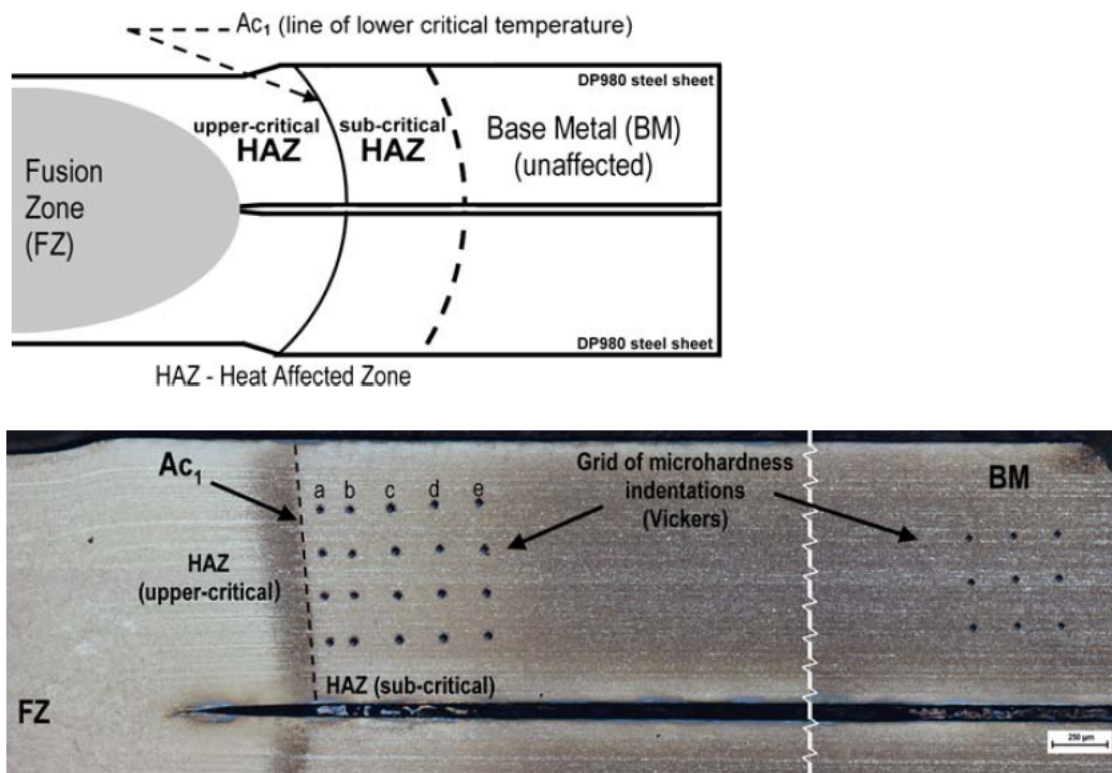 Ac₁ (line of lower critical temperature)
DP980 steel sheet
upper-critical
HAZ
sub-critical
HAZ
Base Metal (BM)
(unaffected)
Fusion
Zone
(FZ)
DP980 steel sheet
HAZ - Heat Affected Zone
Ac₁
a b c d e
Grid of microhardness
indentations
(Vickers)
BM
HAZ
(upper-critical)
HAZ (sub-critical)
FZ
250 µm